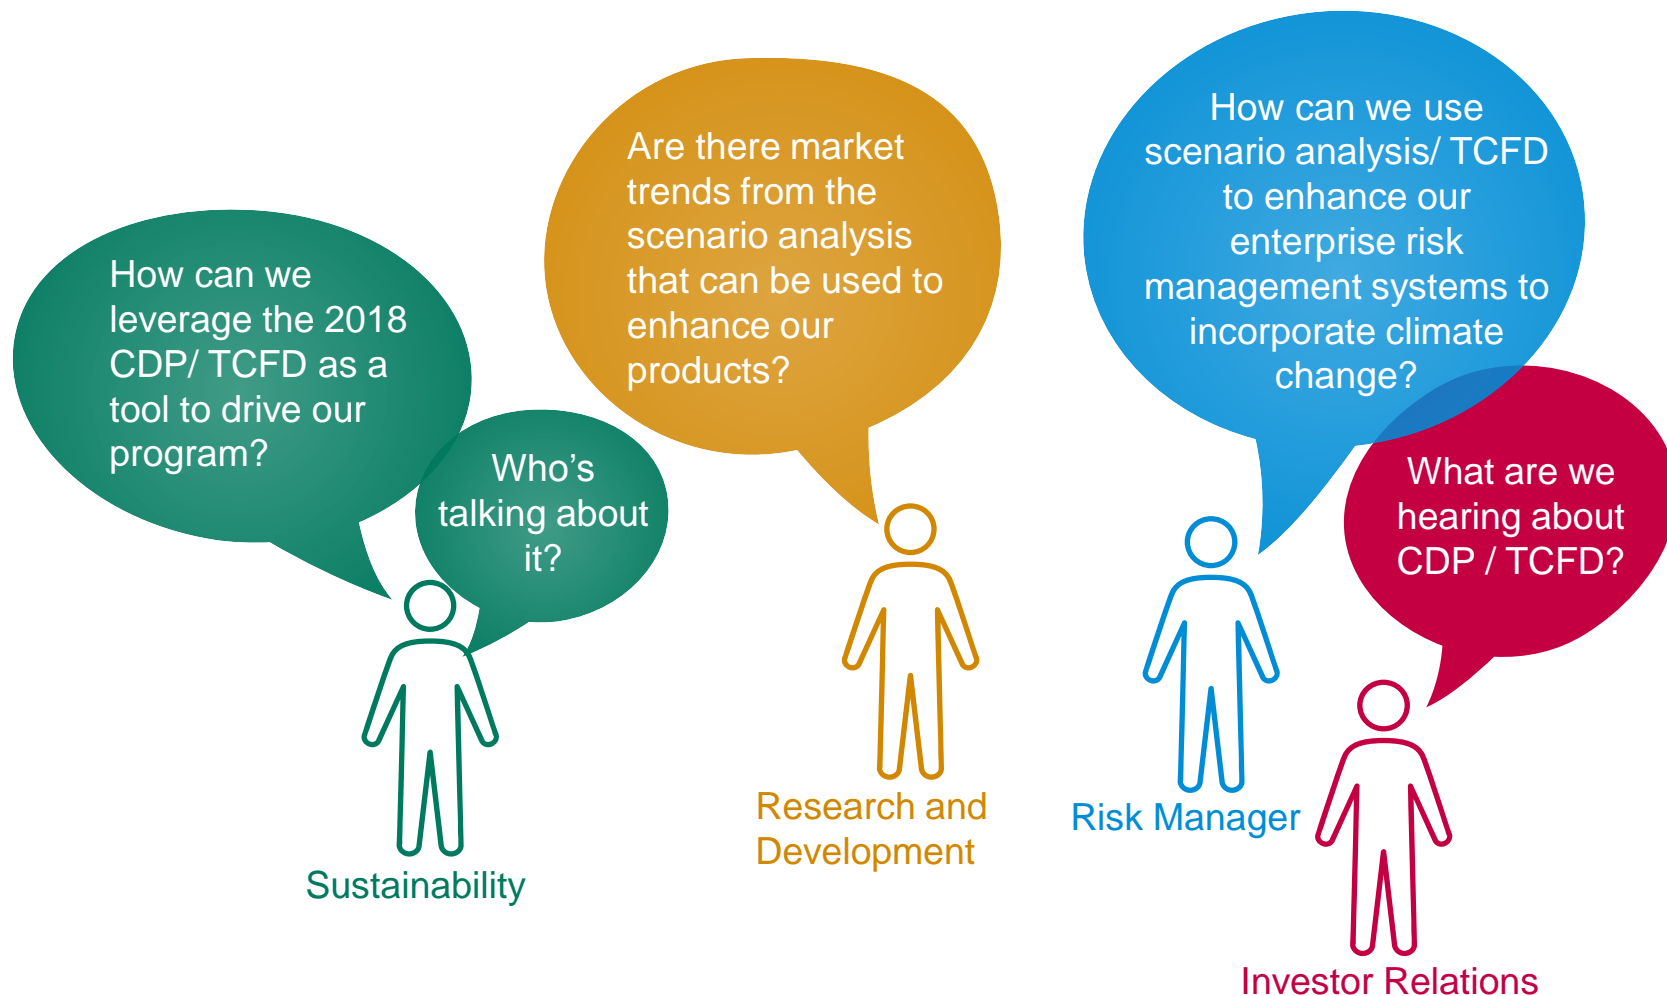 How can we
leverage the 2018
CDP/ TCFD as a
tool to drive our
program?
Who’s
talking about
it?
Sustainability
Are there market
trends from the
scenario analysis
that can be used to
enhance our
products?
Research and
Development
How can we use
scenario analysis/ TCFD
to enhance our
enterprise risk
management systems to
incorporate climate
change?
Risk Manager
What are we
hearing about
CDP / TCFD?
Investor Relations